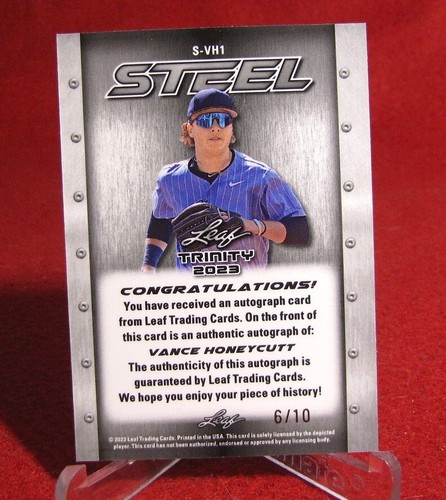 S-VH1
STEEL
Leaf
TRINITY
2023
CONGRATULATIONS!
You have received an autograph card
from Leaf Trading Cards. On the front of
this card is an authentic autograph of:
VANCE HONEYCUTT
The authenticity of this autograph is
guaranteed by Leaf Trading Cards.
We hope you enjoy your piece of history!
Leaf
6/10
© 2023 Leaf Trading Cards. Printed in the USA. This card is solely licensed by the depicted
player. This card has not been authorized, endorsed or approved by any licensing body.